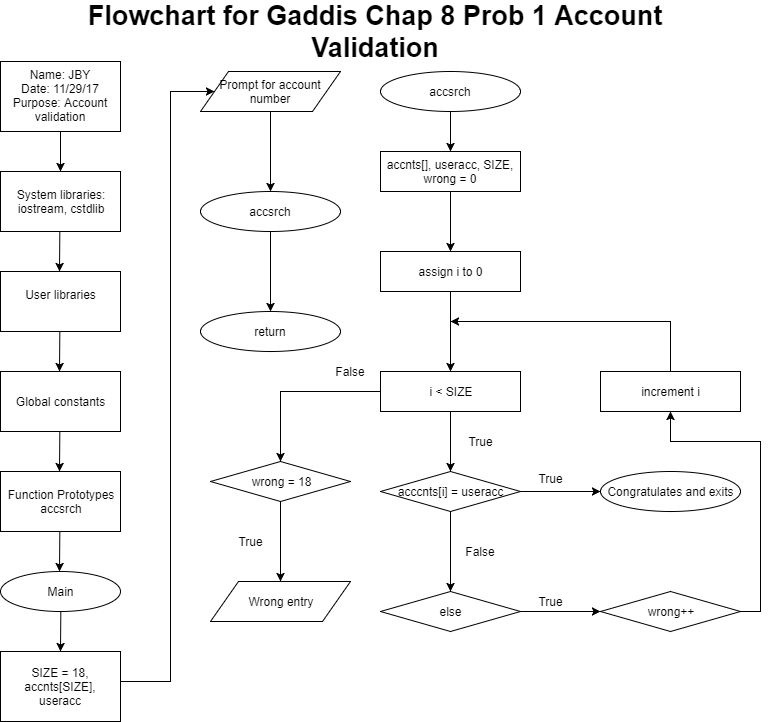 Flowchart for Gaddis Chap 8 Prob 1 Account
Validation
Name: JBY
Date: 11/29/17
Purpose: Account
validation
System libraries:
iostream, cstdlib
User libraries
Global constants
Function Prototypes
accsrch
Main
SIZE = 18,
accnts[SIZE],
useracc
Prompt for account
number
accsrch
return
accsrch
accnts[], useracc, SIZE,
wrong = 0
assign i to 0
i < SIZE
False
True
increment i
wrong = 18
True
Wrong entry
acccnts[i] = useracc
True
Congratulates and exits
False
else
True
wrong++